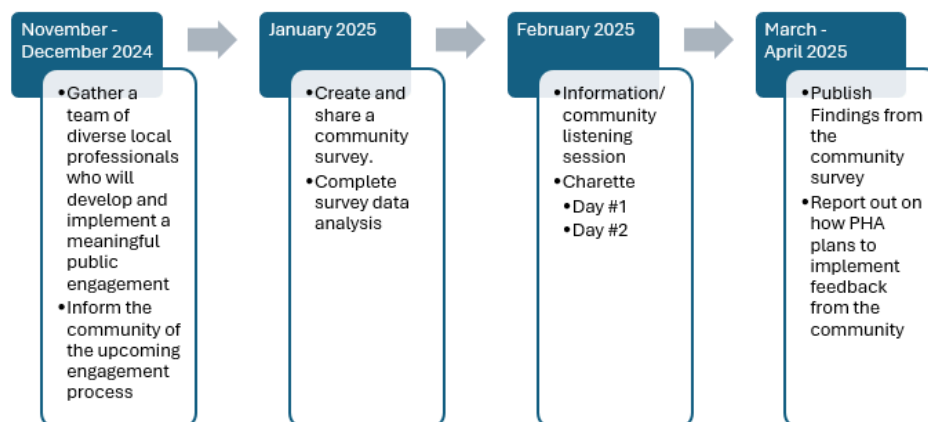 November -
December 2024
•Gather a
team of
diverse local
professionals
who will
develop and
implement a
meaningful
public
engagement
•Inform the
community of
the upcoming
engagement
process
January 2025
•Create and
share a
community
survey.
•Complete
survey data
analysis
February 2025
•Information/
community
listening
session
•Charette
•Day #1
•Day #2
March -
April 2025
•Publish
Findings from
the
community
survey
•Report out on
how PHA
plans to
implement
feedback
from the
community